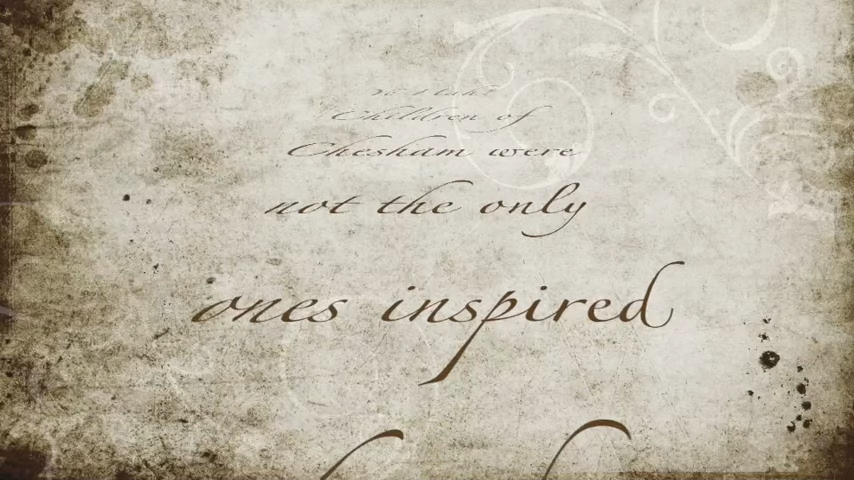 Children of
Chesham were
not the only
ones inspired